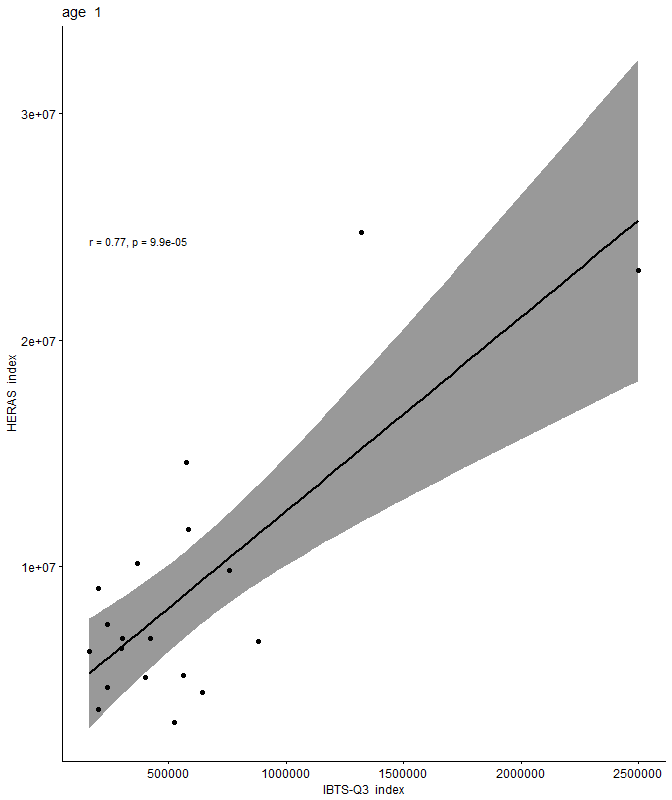 age 1
3e+07
r = 0.77, p = 9.9e-05
2e+07
HERAS index
1e+07
500000 1000000 1500000 2000000 2500000
IBTS-Q3 index